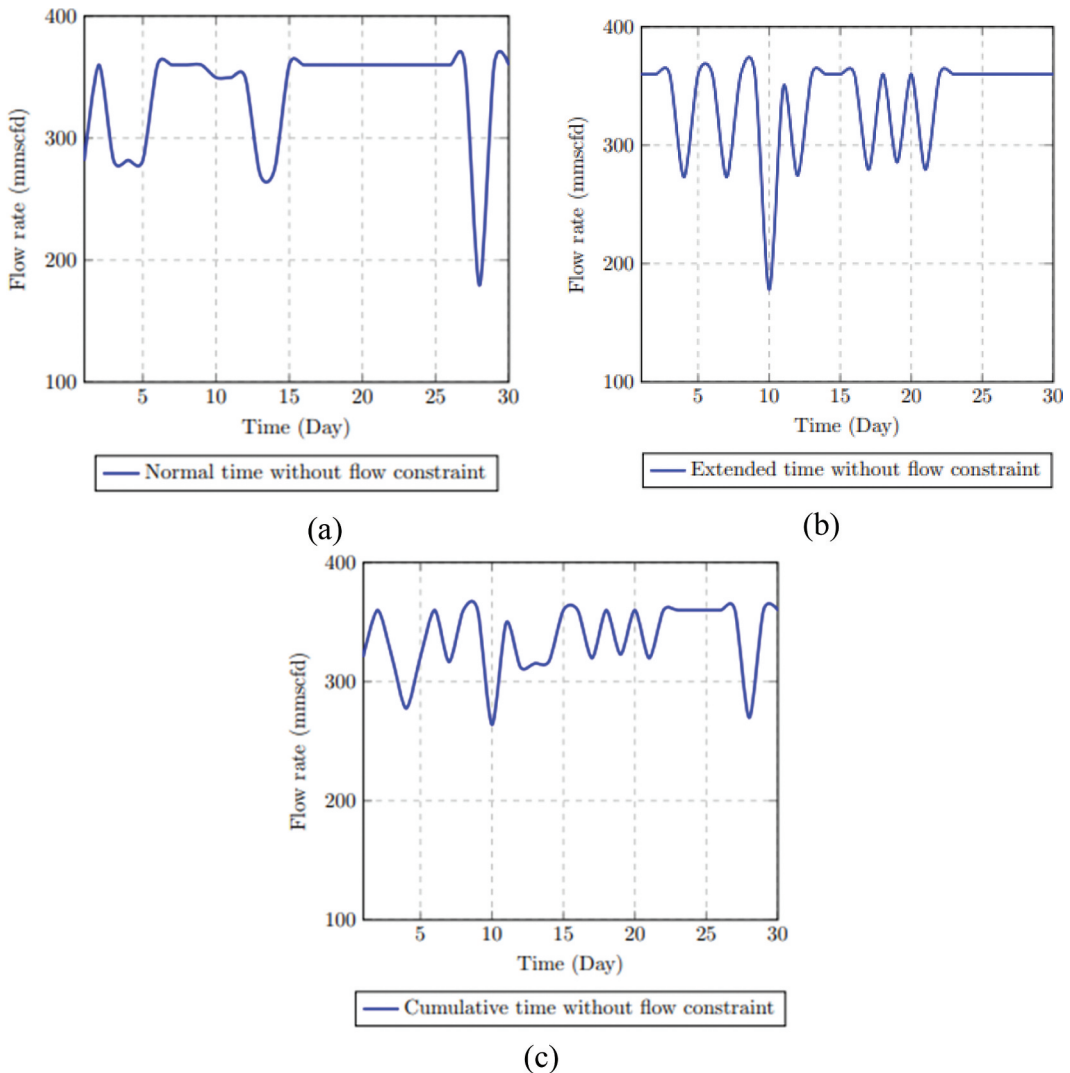 400
300
200
100
Flow rate (mmscfd)
5 10 15 20 25 30
Time (Day)
Normal time without flow constraint
(a)
400
300
200
100
Flow rate (mmscfd)
5 10 15 20 25 30
Time (Day)
Extended time without flow constraint
(b)
400
300
200
100
Flow rate (mmscfd)
5 10 15 20 25 30
Time (Day)
Cumulative time without flow constraint
(c)